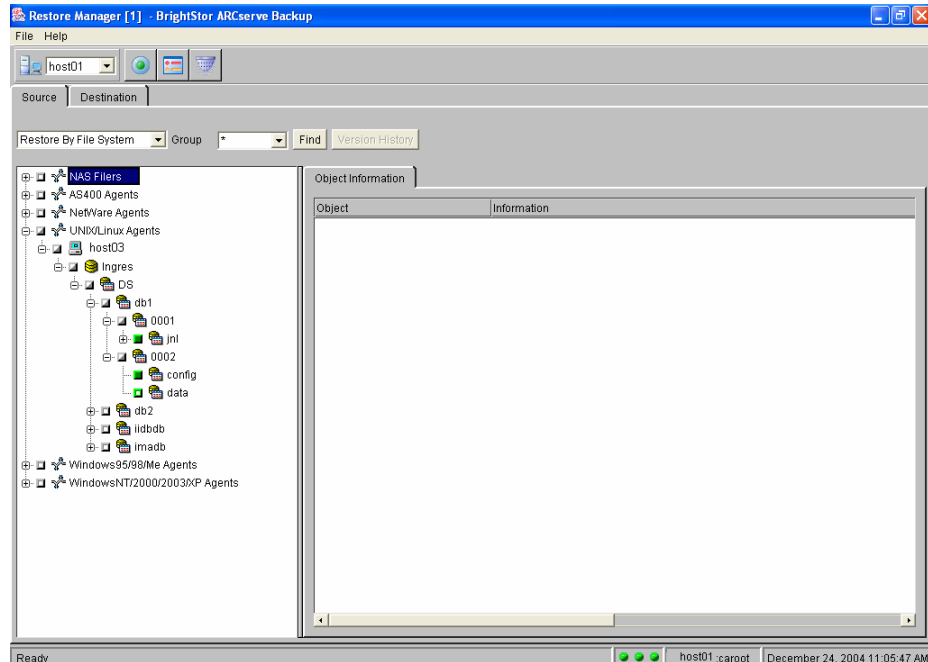 Restore Manager [1] - BrightStor ARCserve Backup
File Help
host01
Source Destination
Restore By File System Group * Find Version History
NAS Filers
AS400 Agents
NetWare Agents
UNIX/Linux Agents
host03
Ingres
DS
db1
0001
jnl
0002
config
data
db2
iidbdb
imadb
Windows95/98/Me Agents
WindowsNT/2000/2003/XP Agents
Object Information
Object Information
Ready host01 :caroot December 24, 2004 11:05:47 AM